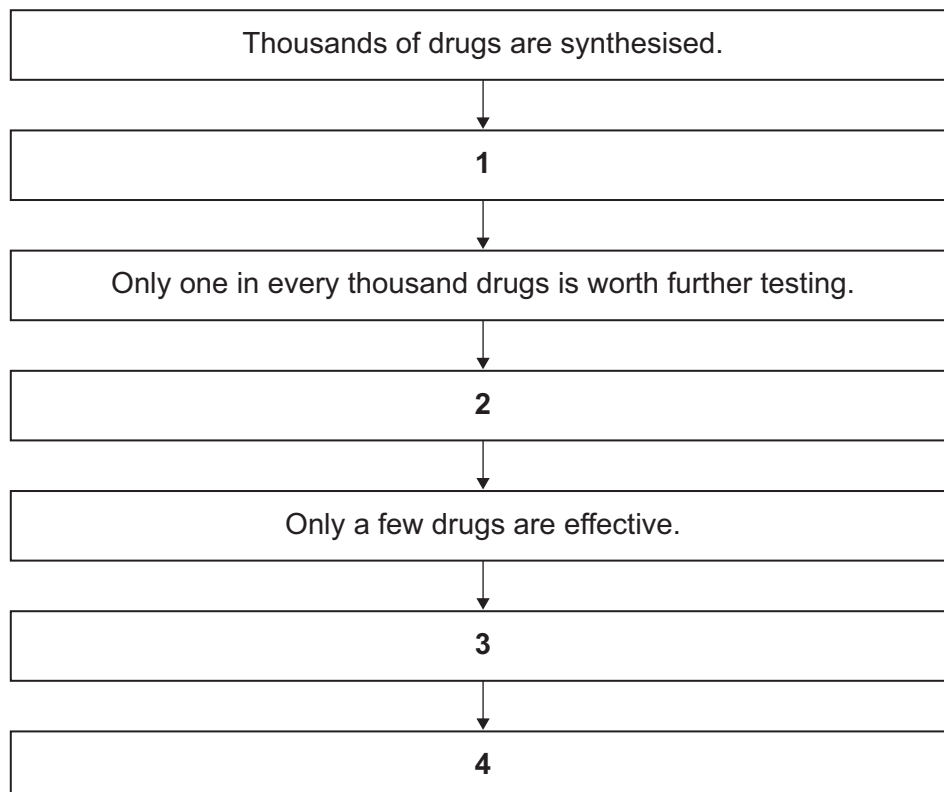 Thousands of drugs are synthesised.
1
Only one in every thousand drugs is worth further testing.
2
Only a few drugs are effective.
3
4